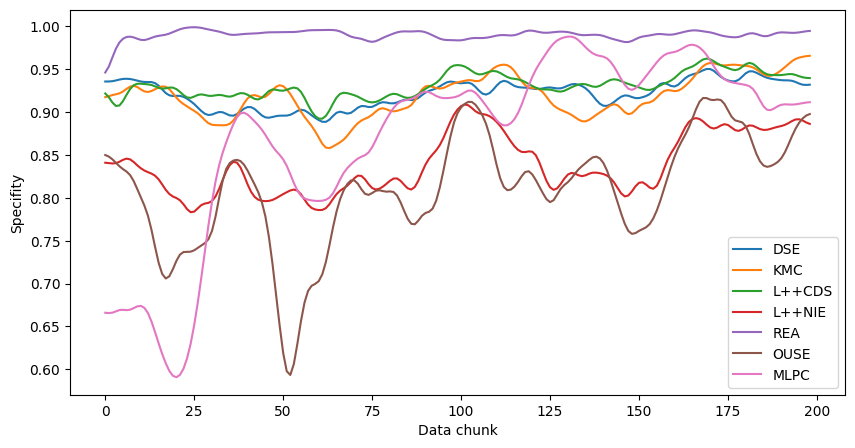 1.00
0.95
0.90
0.85
0.80
0.75
0.70
0.65
0.60
Specifity
0
25
50
75
100
125
150
175
200
Data chunk
DSE
KMC
L++CDS
L++NIE
REA
OUSE
MLPC